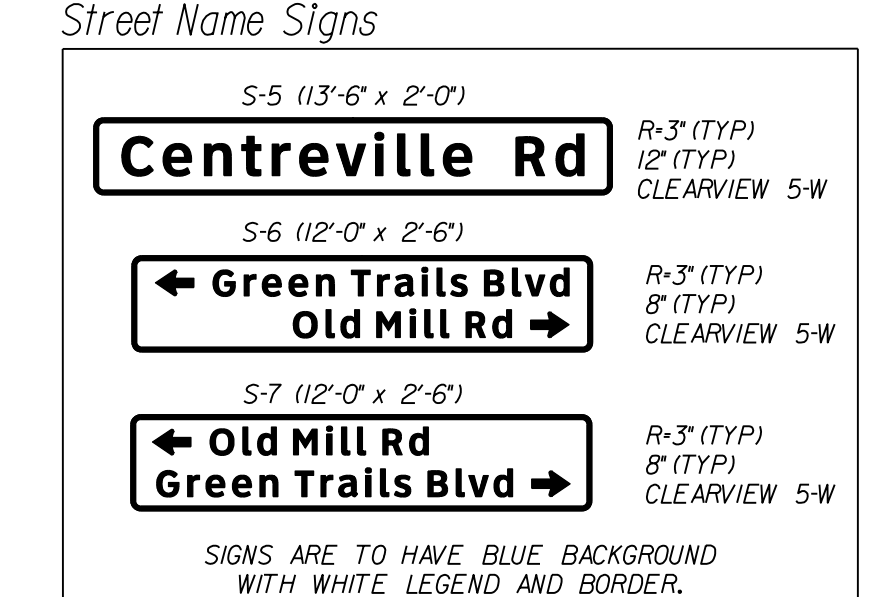 Street Name Signs
S-5 (13'-6" x 2'-0")
Centreville Rd
R=3" (TYP)
12" (TYP)
CLEARVIEW 5-W
S-6 (12'-0" x 2'-6")
← Green Trails Blvd
Old Mill Rd →
R=3" (TYP)
8" (TYP)
CLEARVIEW 5-W
S-7 (12'-0" x 2'-6")
← Old Mill Rd
Green Trails Blvd →
R=3" (TYP)
8" (TYP)
CLEARVIEW 5-W
SIGNS ARE TO HAVE BLUE BACKGROUND
WITH WHITE LEGEND AND BORDER.